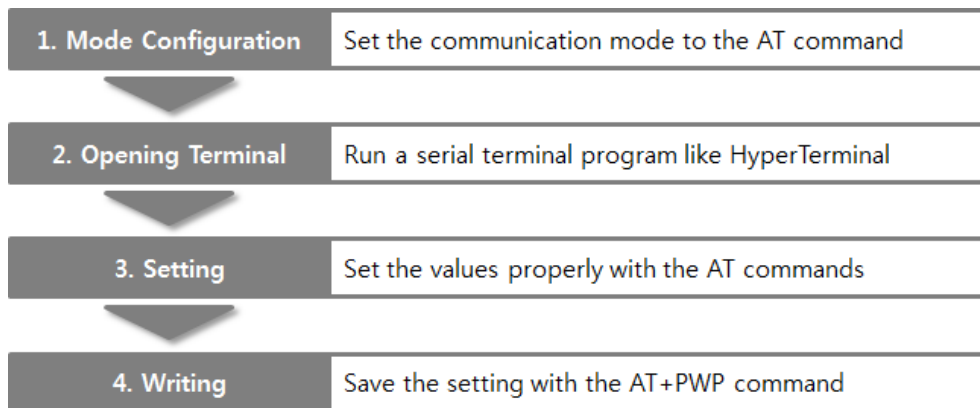 1. Mode Configuration
Set the communication mode to the AT command
2. Opening Terminal
Run a serial terminal program like HyperTerminal
3. Setting
Set the values properly with the AT commands
4. Writing
Save the setting with the AT+PWP command